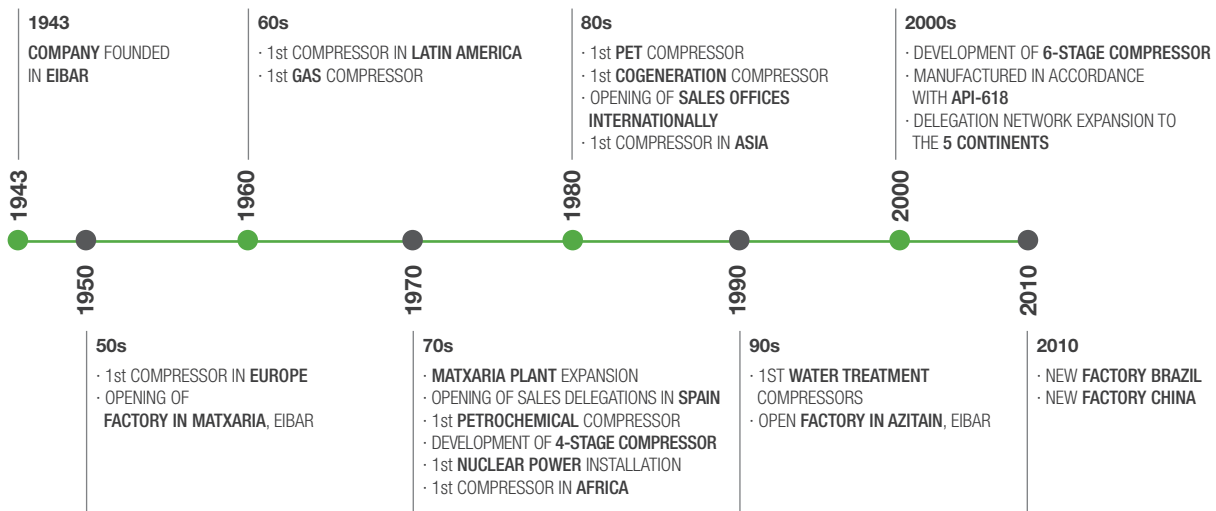 1943
COMPANY FOUNDED
IN EIBAR
60s
· 1st COMPRESSOR IN LATIN AMERICA
· 1st GAS COMPRESSOR
80s
· 1st PET COMPRESSOR
· 1st COGENERATION COMPRESSOR
· OPENING OF SALES OFFICES
INTERNATIONALLY
· 1st COMPRESSOR IN ASIA
2000s
· DEVELOPMENT OF 6-STAGE COMPRESSOR
· MANUFACTURED IN ACCORDANCE
WITH API-618
· DELEGATION NETWORK EXPANSION TO
THE 5 CONTINENTS
1943
1960
1980
2000
1950
1970
1990
2010
50s
· 1st COMPRESSOR IN EUROPE
· OPENING OF
FACTORY IN MATXARIA, EIBAR
70s
· MATXARIA PLANT EXPANSION
· OPENING OF SALES DELEGATIONS IN SPAIN
· 1st PETROCHEMICAL COMPRESSOR
· DEVELOPMENT OF 4-STAGE COMPRESSOR
· 1st NUCLEAR POWER INSTALLATION
· 1st COMPRESSOR IN AFRICA
90s
· 1ST WATER TREATMENT
COMPRESSORS
· OPEN FACTORY IN AZITAIN, EIBAR
2010
· NEW FACTORY BRAZIL
· NEW FACTORY CHINA